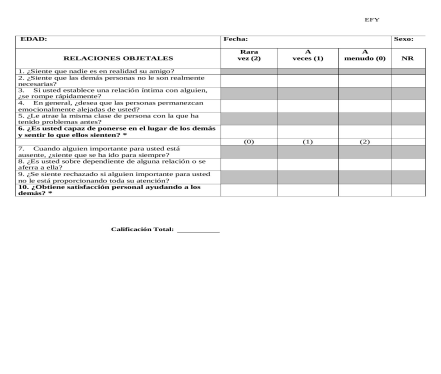 EFY
EDAD: Fecha: Sexo:
RELACIONES OBJETALES Rara vez (2) A veces (1) A menudo (0) NR
1. ¿Siente que nadie es en realidad su amigo?
2. ¿Siente que las demás personas no le son realmente
necesarias?
3. Si usted establece una relación íntima con alguien,
¿se rompe rápidamente?
4. En general, ¿desea que las personas permanezcan
emocionalmente alejadas de usted?
5. ¿Le atrae la misma clase de persona con la que ha
tenido problemas antes?
6. ¿Es usted capaz de ponerse en el lugar de los demás
y sentir lo que ellos sienten? *
(0) (1) (2)
7. Cuando alguien importante para usted está
ausente, ¿siente que se ha ido para siempre?
8. ¿Es usted sobre dependiente de alguna relación o se
aferra a ella?
9. ¿Se siente rechazado si alguien importante para usted
no le está proporcionando toda su atención?
10. ¿Obtiene satisfacción personal ayudando a los
demás? *
Calificación Total: ____________